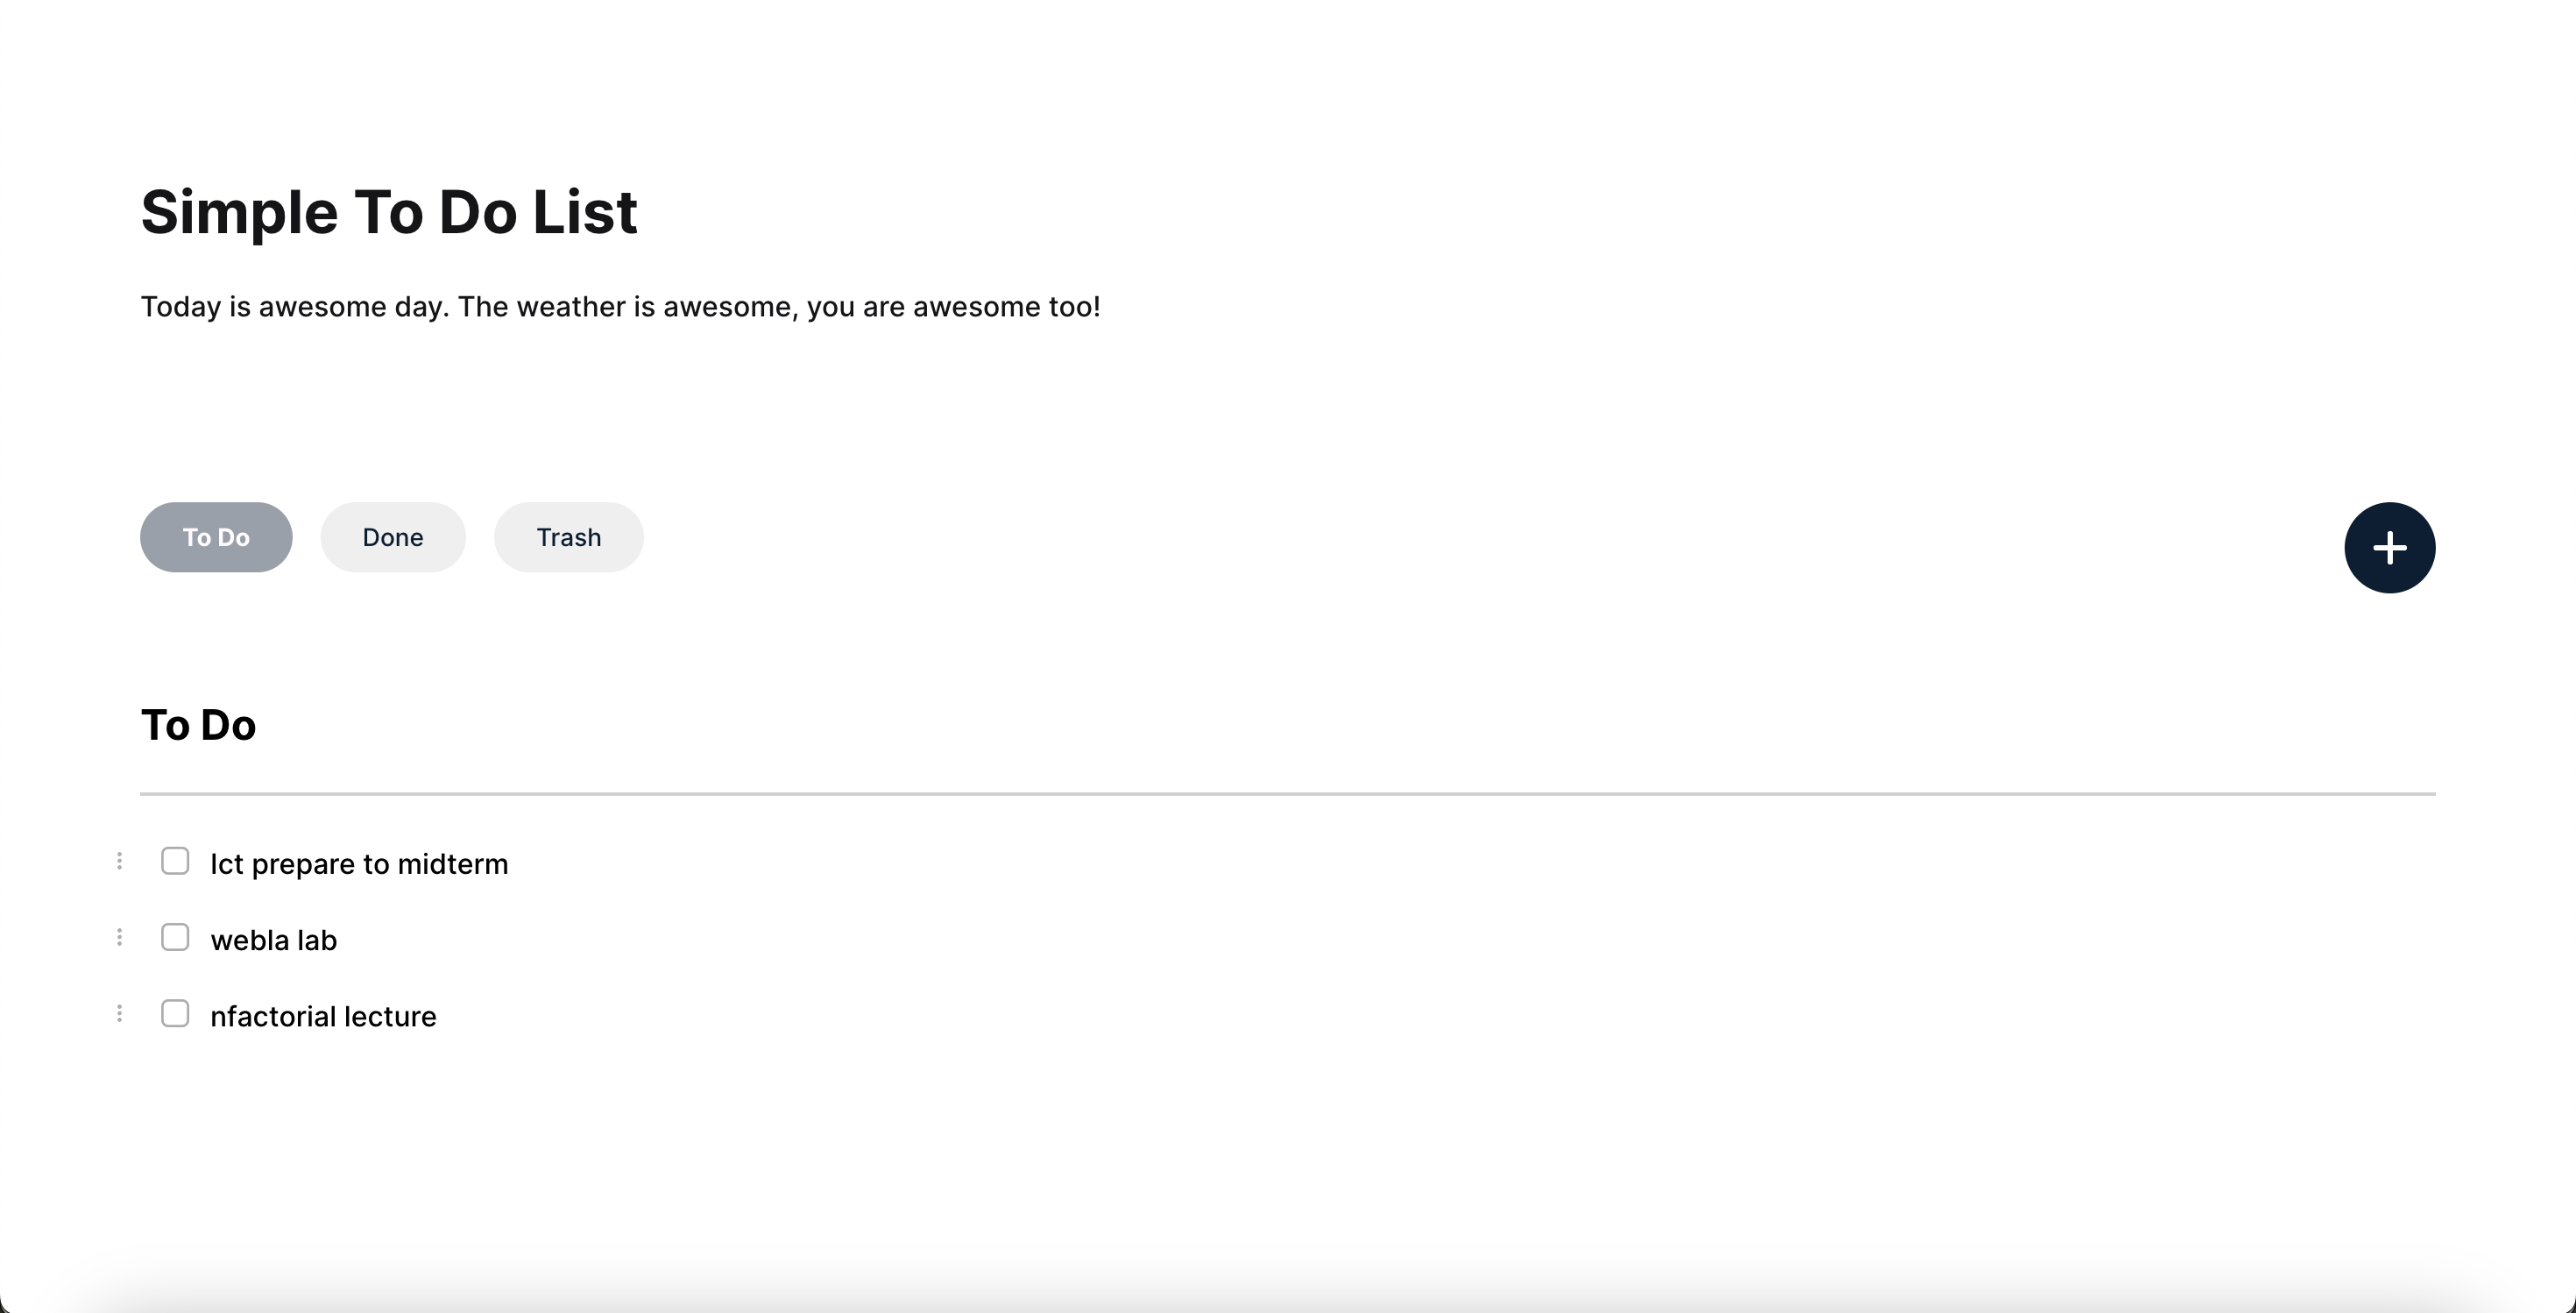 Simple To Do List
Today is awesome day. The weather is awesome, you are awesome too!
To Do
Done
Trash
To Do
Ict prepare to midterm
webla lab
nfactorial lecture